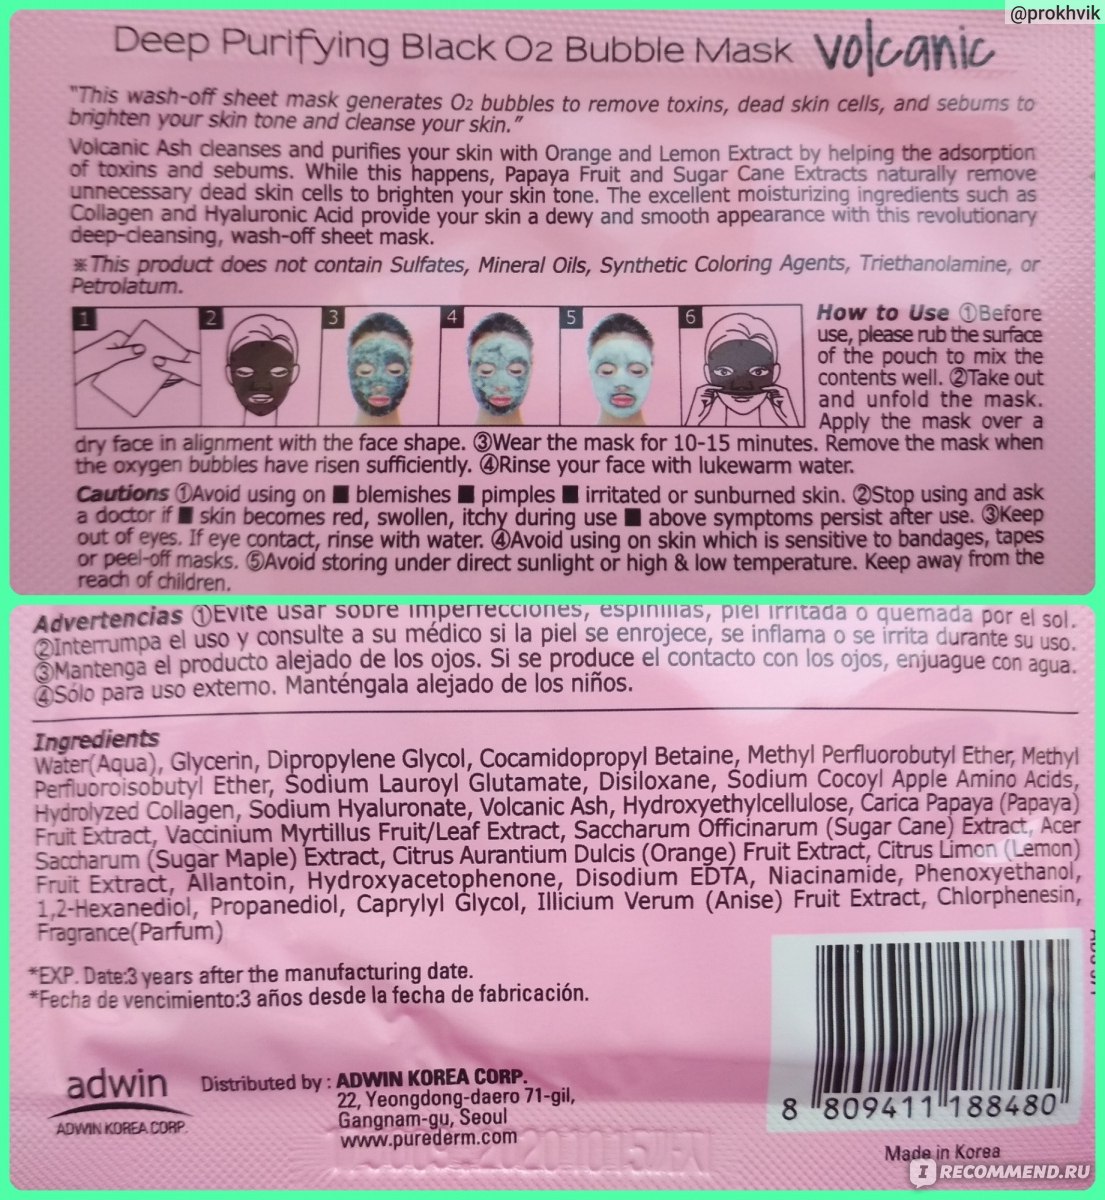 @prokhvik
Deep Purifying Black O2 Bubble Mask volcanic
"This wash-off sheet mask generates O2 bubbles to remove toxins, dead skin cells, and sebums to
brighten your skin tone and cleanse your skin."
Volcanic Ash cleanses and purifies your skin with Orange and Lemon Extract by helping the adsorption
of toxins and sebums. While this happens, Papaya Fruit and Sugar Cane Extracts naturally remove
unnecessary dead skin cells to brighten your skin tone. The excellent moisturizing ingredients such as
Collagen and Hyaluronic Acid provide your skin a dewy and smooth appearance with this revolutionary
deep-cleansing, wash-off sheet mask.
※This product does not contain Sulfates, Mineral Oils, Synthetic Coloring Agents, Triethanolamine, or
Petrolatum.
1 2 3 4 5 6
How to Use ①Before
use, please rub the surface
of the pouch to mix the
contents well. ②Take out
and unfold the mask.
Apply the mask over a
dry face in alignment with the face shape. ③Wear the mask for 10-15 minutes. Remove the mask when
the oxygen bubbles have risen sufficiently. ④Rinse your face with lukewarm water.
Cautions ①Avoid using on ■ blemishes ■ pimples ■ irritated or sunburned skin. ②Stop using and ask
a doctor if ■ skin becomes red, swollen, itchy during use ■ above symptoms persist after use. ③Keep
out of eyes. If eye contact, rinse with water. ④Avoid using on skin which is sensitive to bandages, tapes
or peel-off masks. ⑤Avoid storing under direct sunlight or high & low temperature. Keep away from the
reach of children.
Advertencias ①Evite usar sobre imperfecciones, espinillas, piel irritada o quemada por el sol.
②Interrumpa el uso y consulte a su médico si la piel se enrojece, se inflama o se irrita durante su uso.
③Mantenga el producto alejado de los ojos. Si se produce el contacto con los ojos, enjuague con agua.
④Sólo para uso externo. Manténgala alejado de los niños.
Ingredients
Water(Aqua), Glycerin, Dipropylene Glycol, Cocamidopropyl Betaine, Methyl Perfluorobutyl Ether, Methyl
Perfluoroisobutyl Ether, Sodium Lauroyl Glutamate, Disiloxane, Sodium Cocoyl Apple Amino Acids,
Hydrolyzed Collagen, Sodium Hyaluronate, Volcanic Ash, Hydroxyethylcellulose, Carica Papaya (Papaya)
Fruit Extract, Vaccinium Myrtillus Fruit/Leaf Extract, Saccharum Officinarum (Sugar Cane) Extract, Acer
Saccharum (Sugar Maple) Extract, Citrus Aurantium Dulcis (Orange) Fruit Extract, Citrus Limon (Lemon)
Fruit Extract, Allantoin, Hydroxyacetophenone, Disodium EDTA, Niacinamide, Phenoxyethanol,
1,2-Hexanediol, Propanediol, Caprylyl Glycol, Illicium Verum (Anise) Fruit Extract, Chlorphenesin,
Fragrance(Parfum)
*EXP. Date:3 years after the manufacturing date.
*Fecha de vencimiento:3 años desde la fecha de fabricación.
adwin
ADWIN KOREA CORP.
Distributed by : ADWIN KOREA CORP.
22, Yeongdong-daero 71-gil,
Gangnam-gu, Seoul
www.purederm.com
8 809411 188480
Made in Korea
IRECOMMEND.RU